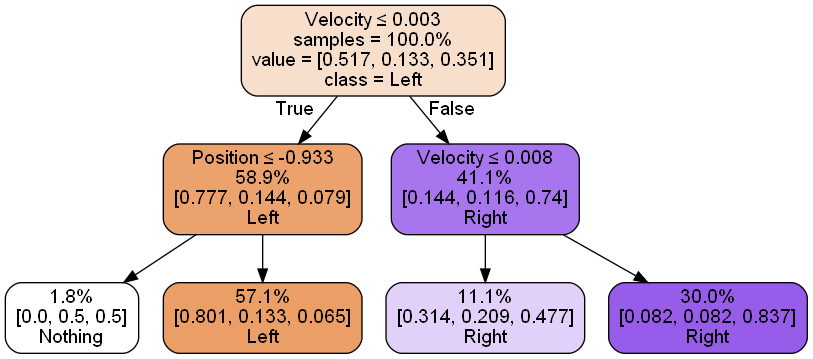 Velocity ≤ 0.003
samples = 100.0%
value = [0.517, 0.133, 0.351]
class = Left
True
False
Position ≤ -0.933
58.9%
[0.777, 0.144, 0.079]
Left
Velocity ≤ 0.008
41.1%
[0.144, 0.116, 0.74]
Right
1.8%
[0.0, 0.5, 0.5]
Nothing
57.1%
[0.801, 0.133, 0.065]
Left
11.1%
[0.314, 0.209, 0.477]
Right
30.0%
[0.082, 0.082, 0.837]
Right